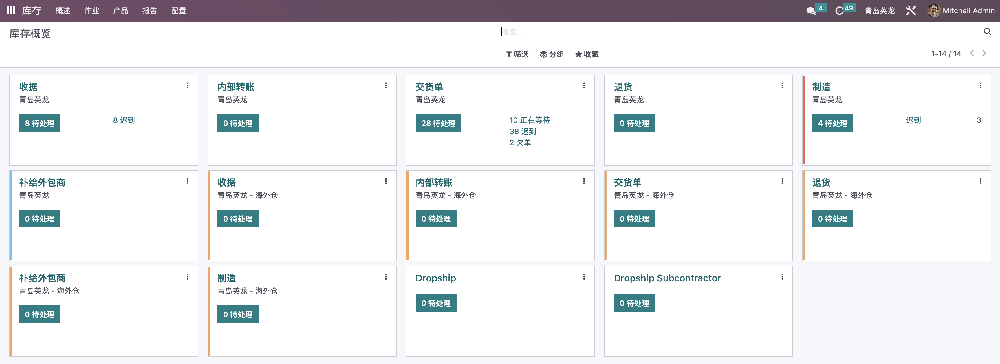 库存 概述 作业 产品 报告 配置 4 49 青岛英龙 Mitchell Admin
库存概览
搜索...
筛选 分组 收藏 1-14 / 14
收据
青岛英龙
8 待处理
8 迟到
内部转账
青岛英龙
0 待处理
交货单
青岛英龙
28 待处理
10 正在等待
38 迟到
2 欠单
退货
青岛英龙
0 待处理
制造
青岛英龙
4 待处理
迟到 3
补给外包商
青岛英龙
0 待处理
收据
青岛英龙 - 海外仓
0 待处理
内部转账
青岛英龙 - 海外仓
0 待处理
交货单
青岛英龙 - 海外仓
0 待处理
退货
青岛英龙 - 海外仓
0 待处理
补给外包商
青岛英龙 - 海外仓
0 待处理
制造
青岛英龙 - 海外仓
0 待处理
Dropship
0 待处理
Dropship Subcontractor
0 待处理